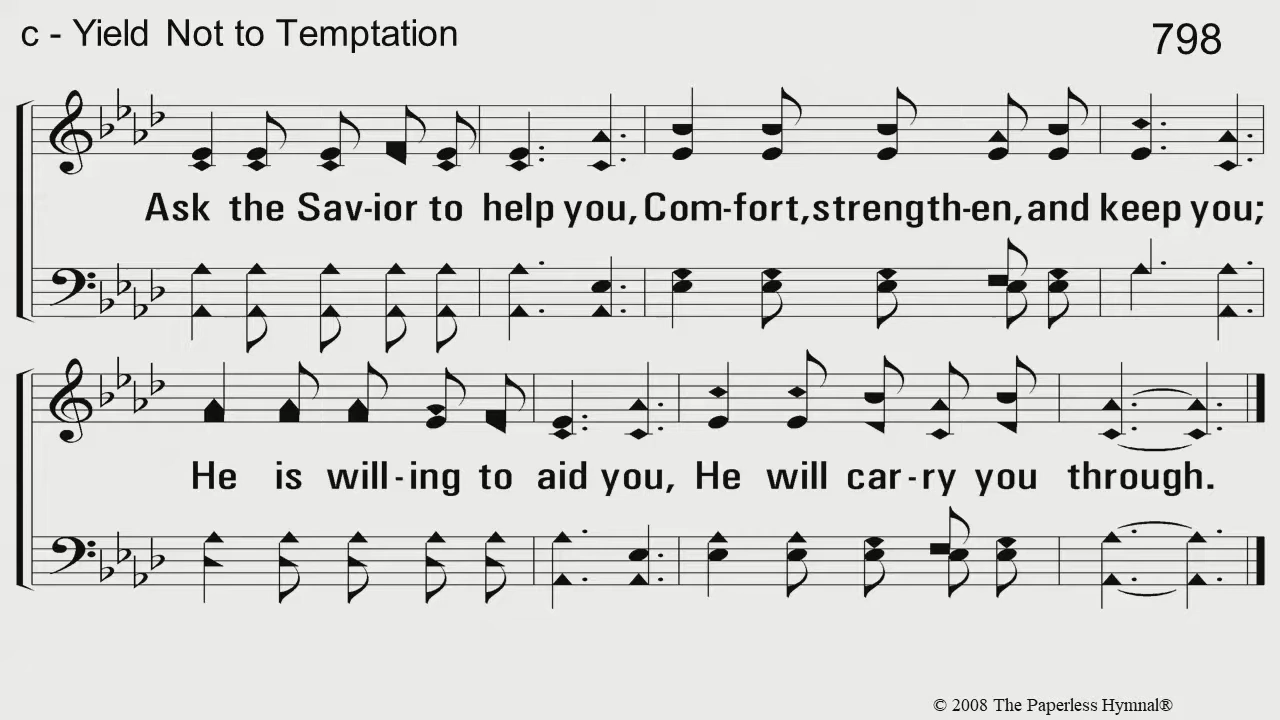 c - Yield Not to Temptation
798
Ask the Sav-ior to help you, Com-fort, strength-en, and keep you;
He is will-ing to aid you, He will car-ry you through.
© 2008 The Paperless Hymnal®